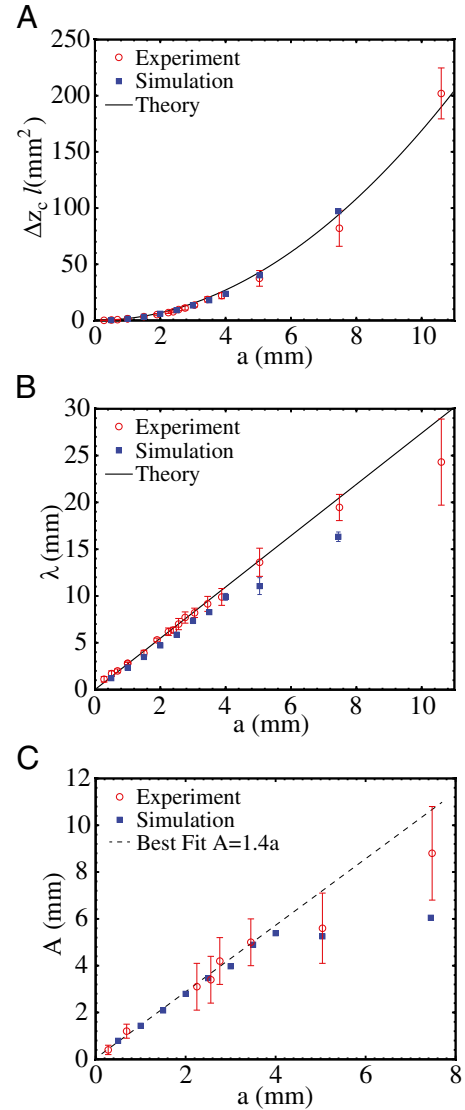 A
250
200
150
100
50
0
Experiment
Simulation
Theory
Δz_c l(mm²)
0 2 4 6 8 10
a (mm)
B
30
25
20
15
10
5
0
Experiment
Simulation
Theory
λ (mm)
0 2 4 6 8 10
a (mm)
C
12
10
8
6
4
2
0
Experiment
Simulation
Best Fit A=1.4a
A (mm)
0 2 4 6 8
a (mm)